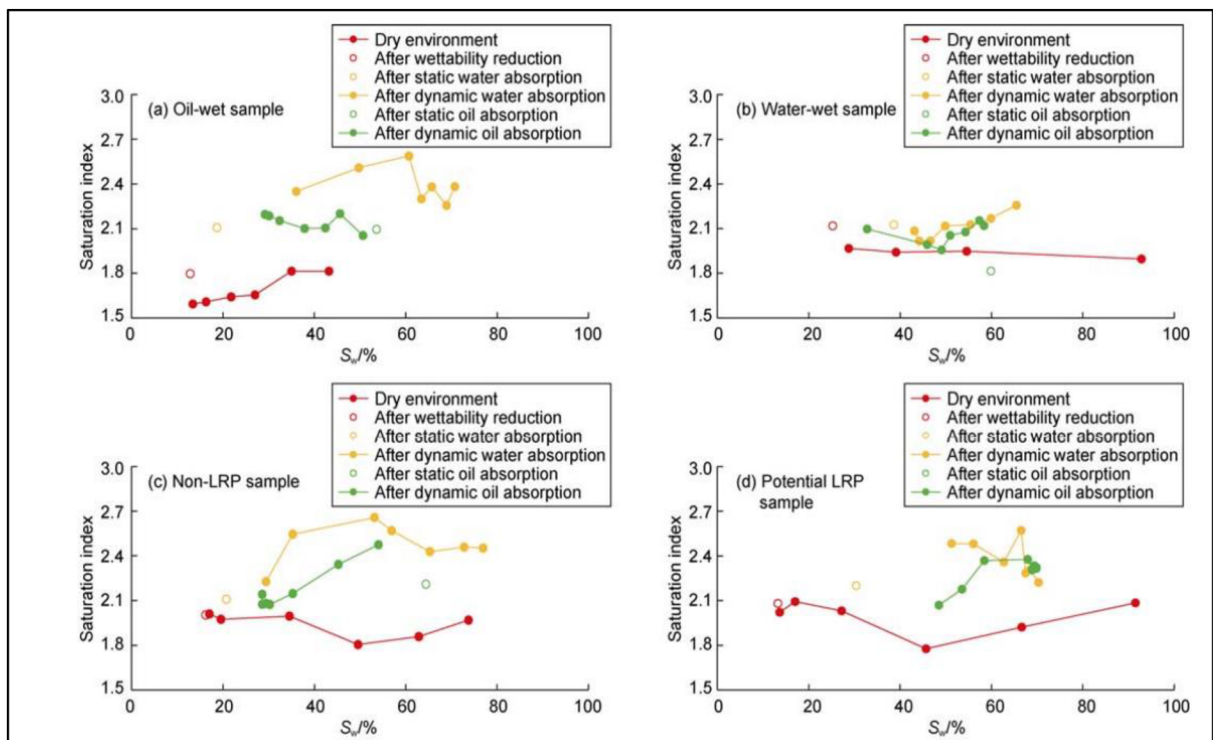 Dry environment
After wettability reduction
After static water absorption
After dynamic water absorption
After static oil absorption
After dynamic oil absorption
(a) Oil-wet sample
Saturation index
3.0
2.7
2.4
2.1
1.8
1.5
0 20 40 60 80 100
Sw/%
Dry environment
After wettability reduction
After static water absorption
After dynamic water absorption
After static oil absorption
After dynamic oil absorption
(b) Water-wet sample
Saturation index
3.0
2.7
2.4
2.1
1.8
1.5
0 20 40 60 80 100
Sw/%
Dry environment
After wettability reduction
After static water absorption
After dynamic water absorption
After static oil absorption
After dynamic oil absorption
(c) Non-LRP sample
Saturation index
3.0
2.7
2.4
2.1
1.8
1.5
0 20 40 60 80 100
Sw/%
Dry environment
After wettability reduction
After static water absorption
After dynamic water absorption
After static oil absorption
After dynamic oil absorption
(d) Potential LRP
sample
Saturation index
3.0
2.7
2.4
2.1
1.8
1.5
0 20 40 60 80 100
Sw/%